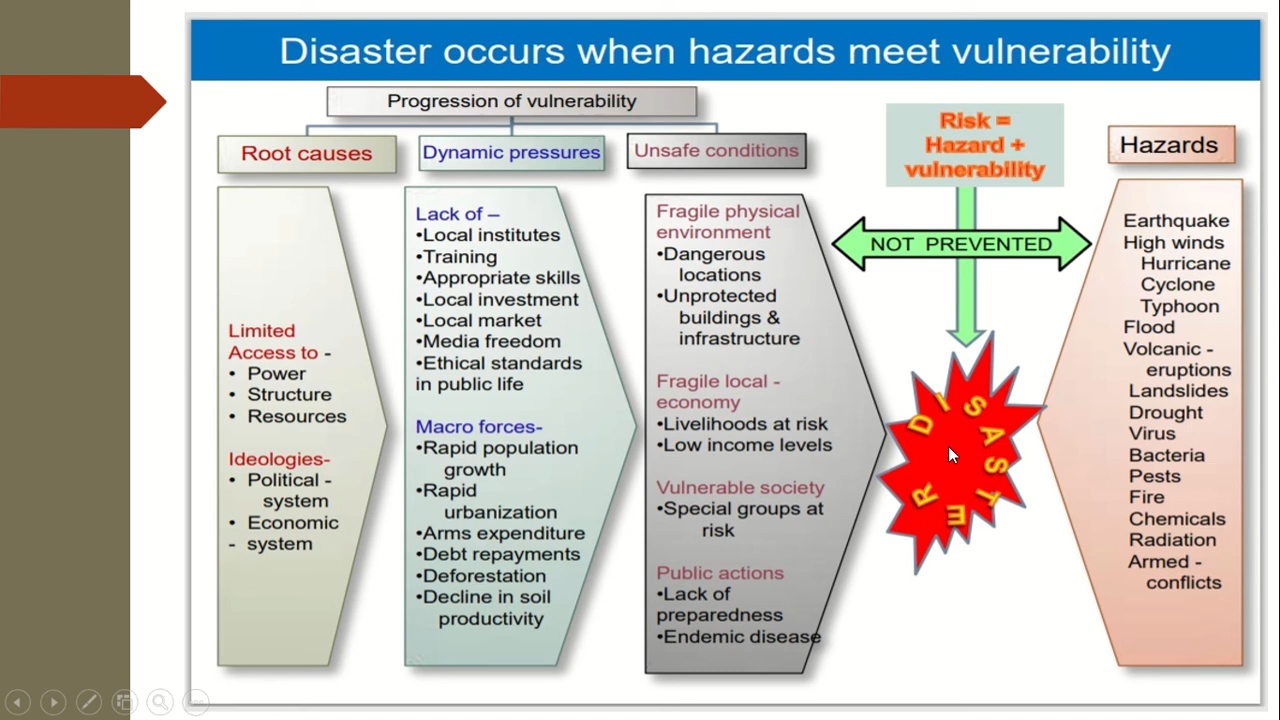 Disaster occurs when hazards meet vulnerability
Progression of vulnerability
Root causes
Dynamic pressures
Unsafe conditions
Risk =
Hazard +
vulnerability
Hazards
Limited
Access to -
• Power
• Structure
• Resources
Ideologies-
• Political -
system
• Economic
- system
Lack of –
•Local institutes
•Training
•Appropriate skills
•Local investment
•Local market
•Media freedom
•Ethical standards
in public life
Macro forces-
•Rapid population
growth
•Rapid
urbanization
•Arms expenditure
•Debt repayments
•Deforestation
•Decline in soil
productivity
Fragile physical
environment
•Dangerous
locations
•Unprotected
buildings &
infrastructure
Fragile local -
economy
•Livelihoods at risk
•Low income levels
Vulnerable society
•Special groups at
risk
Public actions
•Lack of
preparedness
•Endemic disease
NOT PREVENTED
DISASTER
Earthquake
High winds
Hurricane
Cyclone
Typhoon
Flood
Volcanic -
eruptions
Landslides
Drought
Virus
Bacteria
Pests
Fire
Chemicals
Radiation
Armed -
conflicts